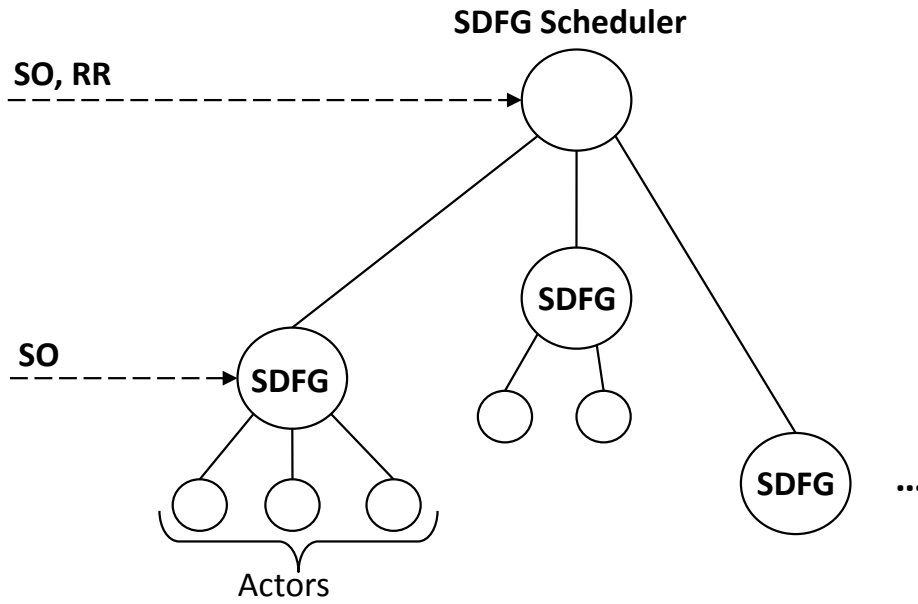 SDFG Scheduler
SO, RR
SDFG
SO
SDFG
SDFG
...
Actors